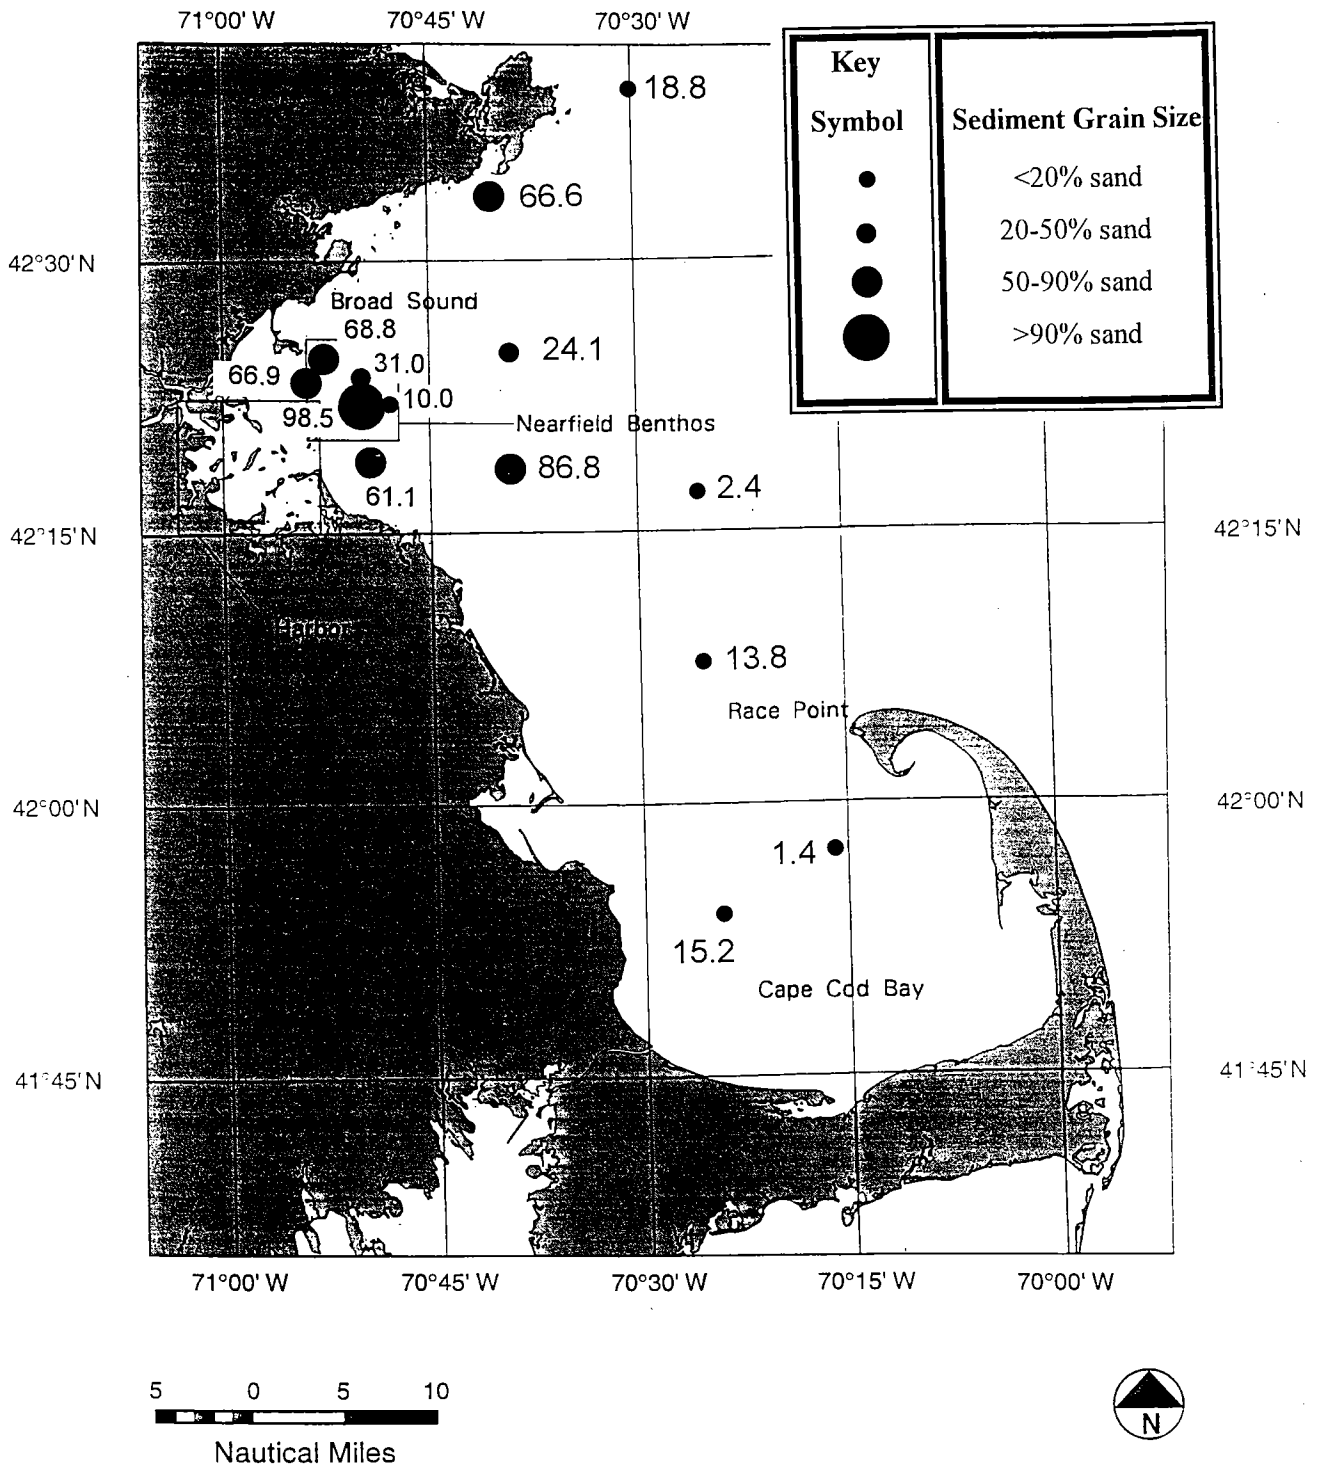 71°00' W 70°45' W 70°30' W
Key
Symbol
Sediment Grain Size
<20% sand
20-50% sand
50-90% sand
>90% sand
18.8
66.6
42°30' N
Broad Sound
68.8
31.0
24.1
66.9
10.0
98.5
Nearfield Benthos
86.8
61.1
2.4
42°15' N
42°15' N
Harbor
13.8
Race Point
42°00' N
42°00' N
1.4
15.2
Cape Cod Bay
41°45' N
41°45' N
71°00' W 70°45' W 70°30' W 70°15' W 70°00' W
5 0 5 10
Nautical Miles
N